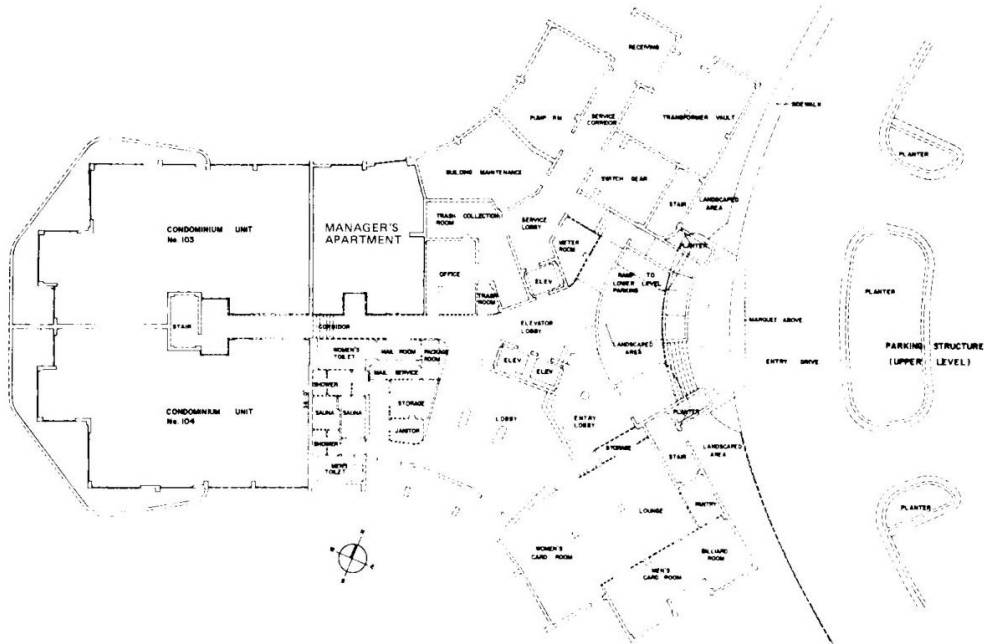 RECEIVING
SIDEWALK
PUMP RM
SERVICE
CORRIDOR
TRANSFORMER VAULT
PLANTER
BUILDING MAINTENANCE
SWITCH GEAR
STAIR
LANDSCAPED
AREA
CONDOMINIUM UNIT
No. 103
MANAGER'S
APARTMENT
TRASH COLLECTION
ROOM
SERVICE
LOBBY
METER
ROOM
PLANTER
OFFICE
ELEV
RAMP TO
LOWER LEVEL
PARKING
TRASH
ROOM
PLANTER
STAIR
CORRIDOR
ELEVATOR
LOBBY
MARQUEE ABOVE
WOMEN'S
TOILET
MAIL ROOM
PACKAGE
ROOM
LANDSCAPED
AREA
ENTRY DRIVE
PARKING STRUCTURE
(UPPER LEVEL)
MAIL SERVICE
ELEV
ELEV
SHOWER
STORAGE
CONDOMINIUM UNIT
No. 104
SAUNA
SAUNA
LOBBY
ENTRY
LOBBY
PLANTER
JANITOR
SHOWER
STORAGE
LANDSCAPED
AREA
MEN'S
TOILET
STAIR
PANTRY
LOUNGE
PLANTER
WOMEN'S
CARD ROOM
BILLIARD
ROOM
MEN'S
CARD ROOM